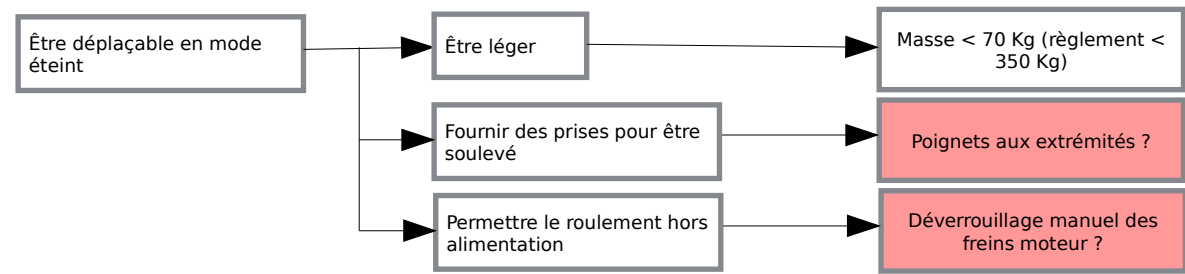 Être déplaçable en mode
éteint
Être léger
Masse < 70 Kg (règlement <
350 Kg)
Fournir des prises pour être
soulevé
Poignets aux extrémités ?
Permettre le roulement hors
alimentation
Déverrouillage manuel des
freins moteur ?